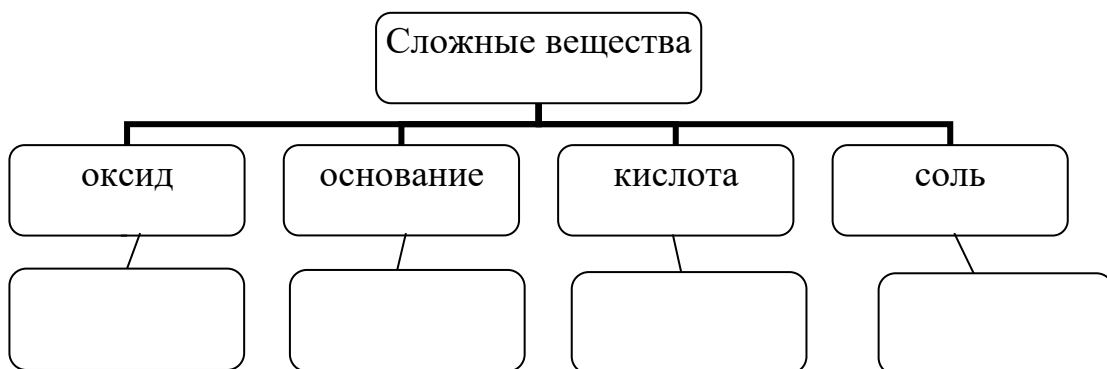 Сложные вещества
оксид
основание
кислота
соль